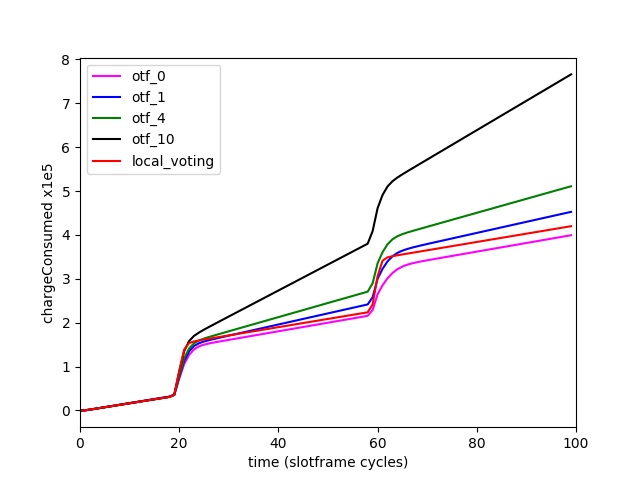 8
7
6
5
4
3
2
1
0
chargeConsumed x1e5
otf_0
otf_1
otf_4
otf_10
local_voting
0 20 40 60 80 100
time (slotframe cycles)